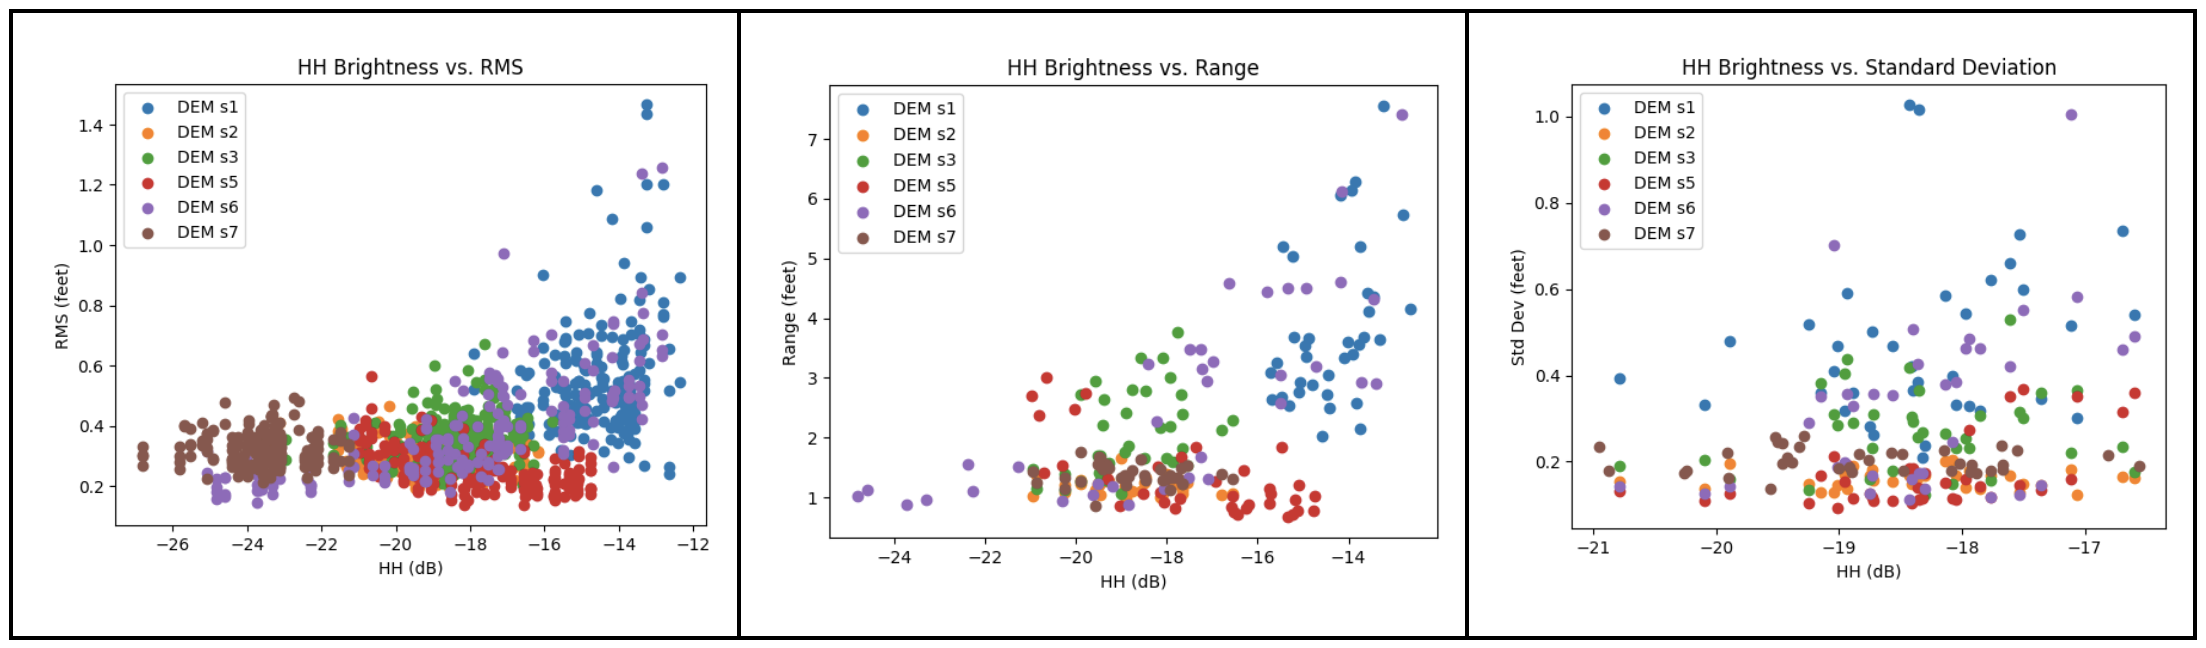 HH Brightness vs. RMS
DEM s1
DEM s2
DEM s3
DEM s5
DEM s6
DEM s7
1.4
1.2
1.0
0.8
0.6
0.4
0.2
RMS (feet)
−26 −24 −22 −20 −18 −16 −14 −12
HH (dB)
HH Brightness vs. Range
DEM s1
DEM s2
DEM s3
DEM s5
DEM s6
DEM s7
7
6
5
4
3
2
1
Range (feet)
−24 −22 −20 −18 −16 −14
HH (dB)
HH Brightness vs. Standard Deviation
DEM s1
DEM s2
DEM s3
DEM s5
DEM s6
DEM s7
1.0
0.8
0.6
0.4
0.2
Std Dev (feet)
−21 −20 −19 −18 −17
HH (dB)